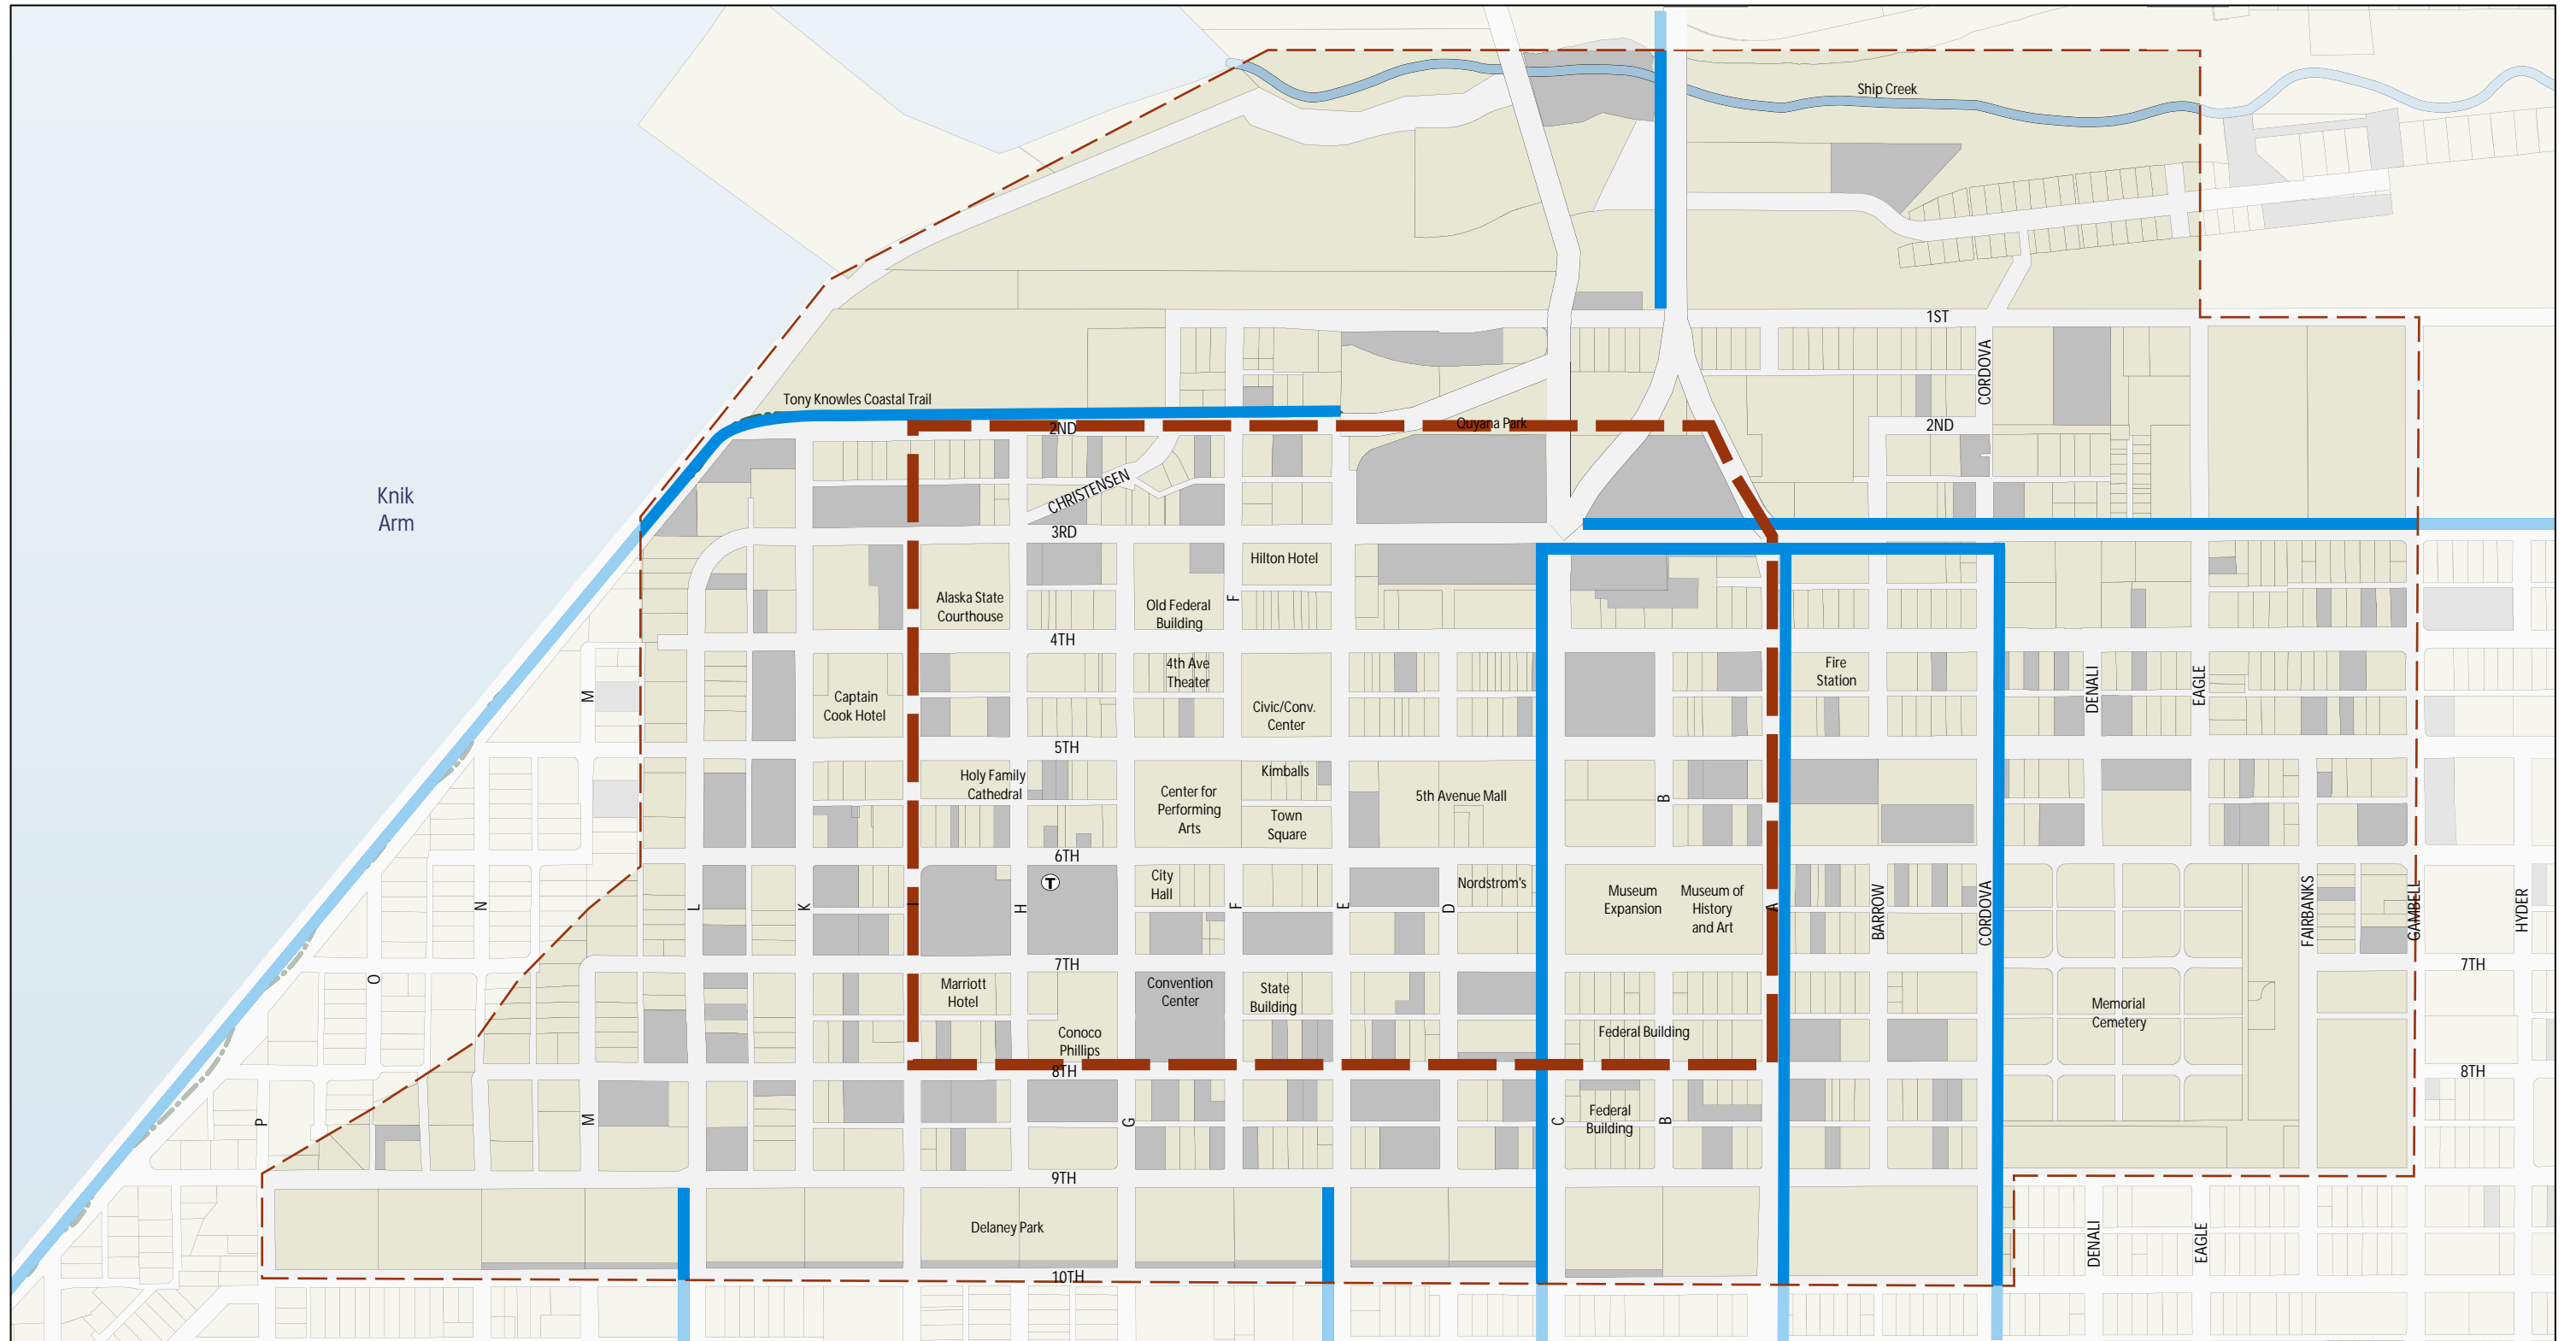 Ship Creek
1ST
CORDOVA
Tony Knowles Coastal Trail
Quyana Park
2ND
2ND
CHRISTENSEN
Knik
Arm
3RD
Hilton Hotel
Alaska State
Courthouse
Old Federal
Building
F
4TH
4th Ave
Theater
Fire
Station
M
Captain
Cook Hotel
Civic/Conv.
Center
DENALI
EAGLE
5TH
Holy Family
Cathedral
Kimballs
Center for
Performing
Arts
5th Avenue Mall
B
Town
Square
6TH
T
City
Hall
Nordstrom's
Museum
Expansion
Museum of
History
and Art
N
L
K
I
H
F
E
D
A
BARROW
CORDOVA
FAIRBANKS
GAMBELL
HYDER
7TH
7TH
O
Marriott
Hotel
Convention
Center
State
Building
Memorial
Cemetery
Conoco
Phillips
Federal Building
8TH
8TH
P
M
G
C
Federal
Building
B
9TH
Delaney Park
DENALI
EAGLE
10TH